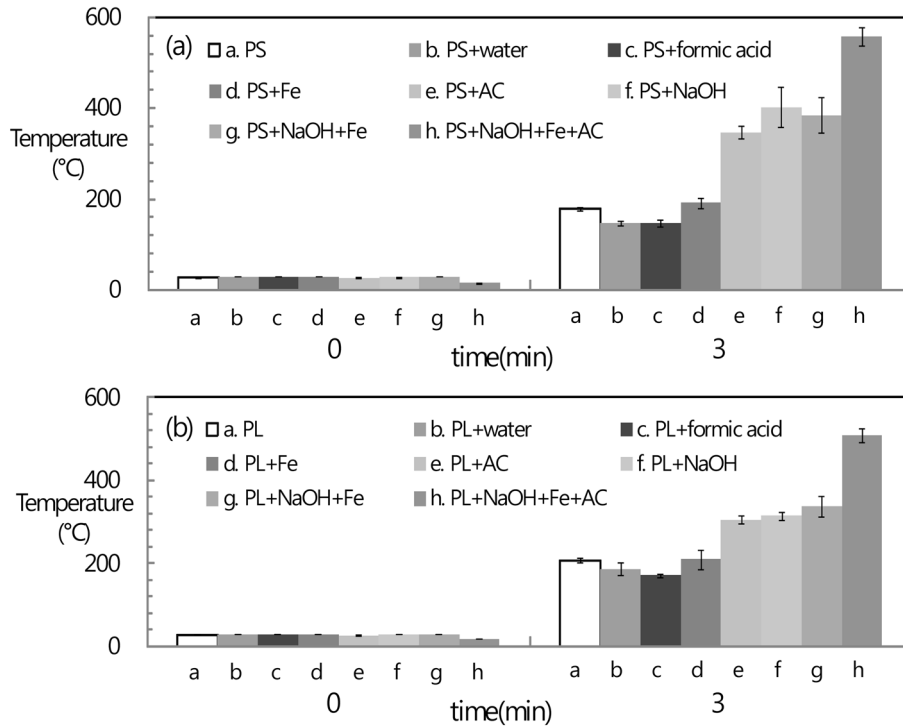 600
(a)
a. PS
b. PS+water
c. PS+formic acid
d. PS+Fe
e. PS+AC
f. PS+NaOH
g. PS+NaOH+Fe
h. PS+NaOH+Fe+AC
400
Temperature
(°C)
200
0
a b c d e f g h a b c d e f g h
0 time(min) 3
600
(b)
a. PL
b. PL+water
c. PL+formic acid
d. PL+Fe
e. PL+AC
f. PL+NaOH
g. PL+NaOH+Fe
h. PL+NaOH+Fe+AC
400
Temperature
(°C)
200
0
a b c d e f g h a b c d e f g h
0 time(min) 3